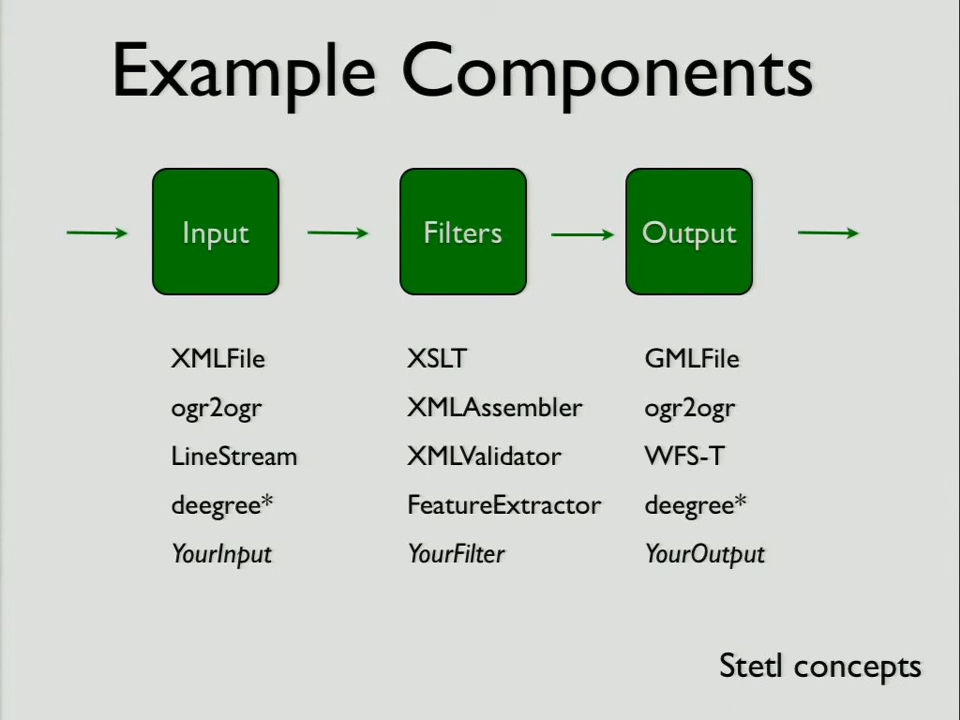 Example Components
Input
Filters
Output
XMLFile
XSLT
GMLFile
ogr2ogr
XMLAssembler
ogr2ogr
LineStream
XMLValidator
WFS-T
deegree*
FeatureExtractor
deegree*
YourInput
YourFilter
YourOutput
Stetl concepts